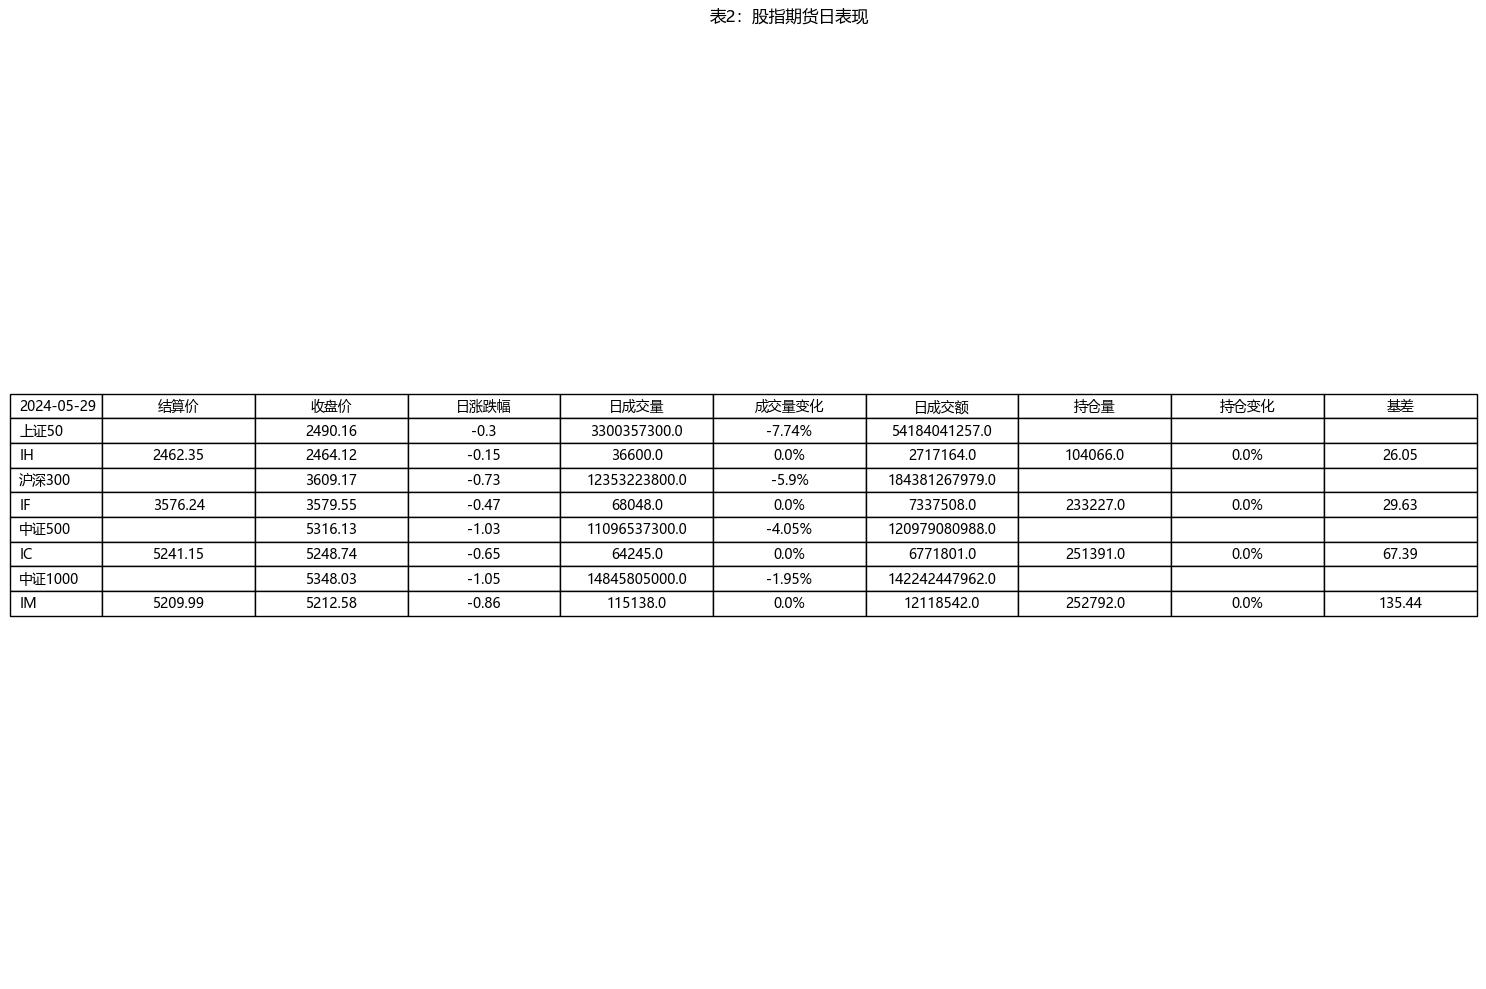 表2：股指期货日表现
2024-05-29 结算价 收盘价 日涨跌幅 日成交量 成交量变化 日成交额 持仓量 持仓变化 基差
上证50 2490.16 -0.3 3300357300.0 -7.74% 54184041257.0
IH 2462.35 2464.12 -0.15 36600.0 0.0% 2717164.0 104066.0 0.0% 26.05
沪深300 3609.17 -0.73 12353223800.0 -5.9% 184381267979.0
IF 3576.24 3579.55 -0.47 68048.0 0.0% 7337508.0 233227.0 0.0% 29.63
中证500 5316.13 -1.03 11096537300.0 -4.05% 120979080988.0
IC 5241.15 5248.74 -0.65 64245.0 0.0% 6771801.0 251391.0 0.0% 67.39
中证1000 5348.03 -1.05 14845805000.0 -1.95% 142242447962.0
IM 5209.99 5212.58 -0.86 115138.0 0.0% 12118542.0 252792.0 0.0% 135.44